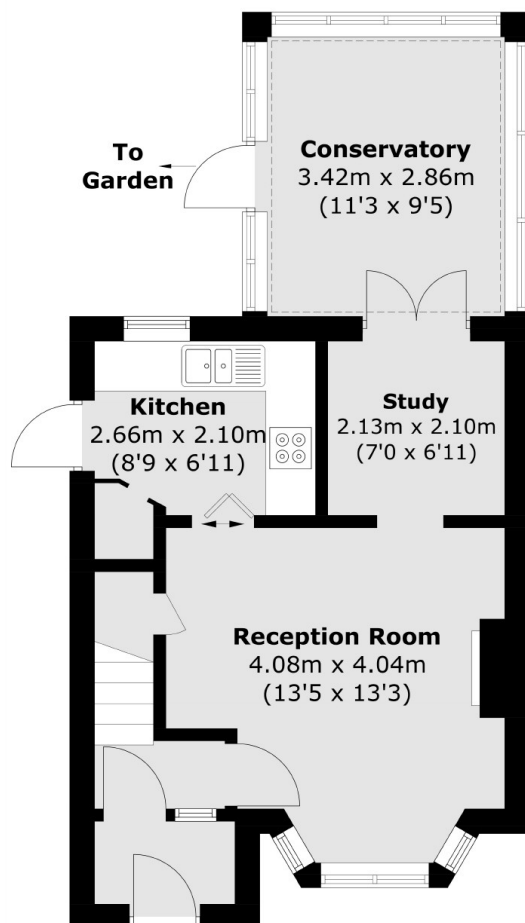 To
Garden
Conservatory
3.42m x 2.86m
(11'3 x 9'5)
Kitchen
2.66m x 2.10m
(8'9 x 6'11)
Study
2.13m x 2.10m
(7'0 x 6'11)
Reception Room
4.08m x 4.04m
(13'5 x 13'3)